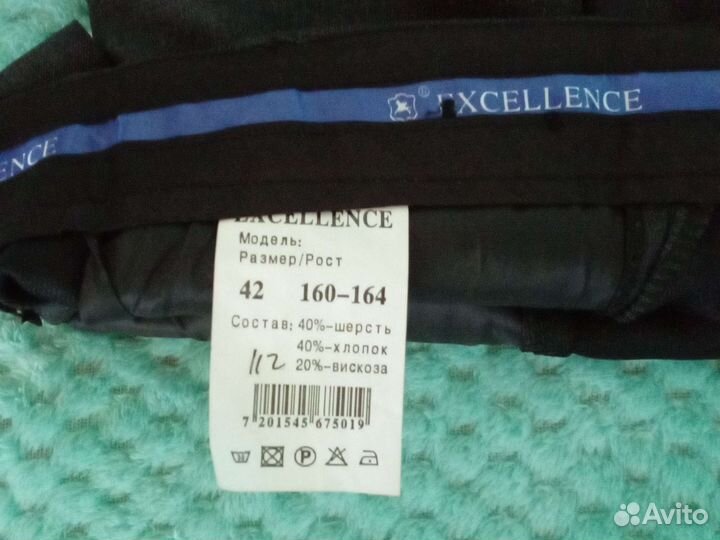 ENCE
® EXCELLENCE
EXCELLENCE
Модель:
Размер/Рост
42 160-164
Состав: 40%-шерсть
40%-хлопок
112 20%-вискоза
7 201545 675019
P
Avito